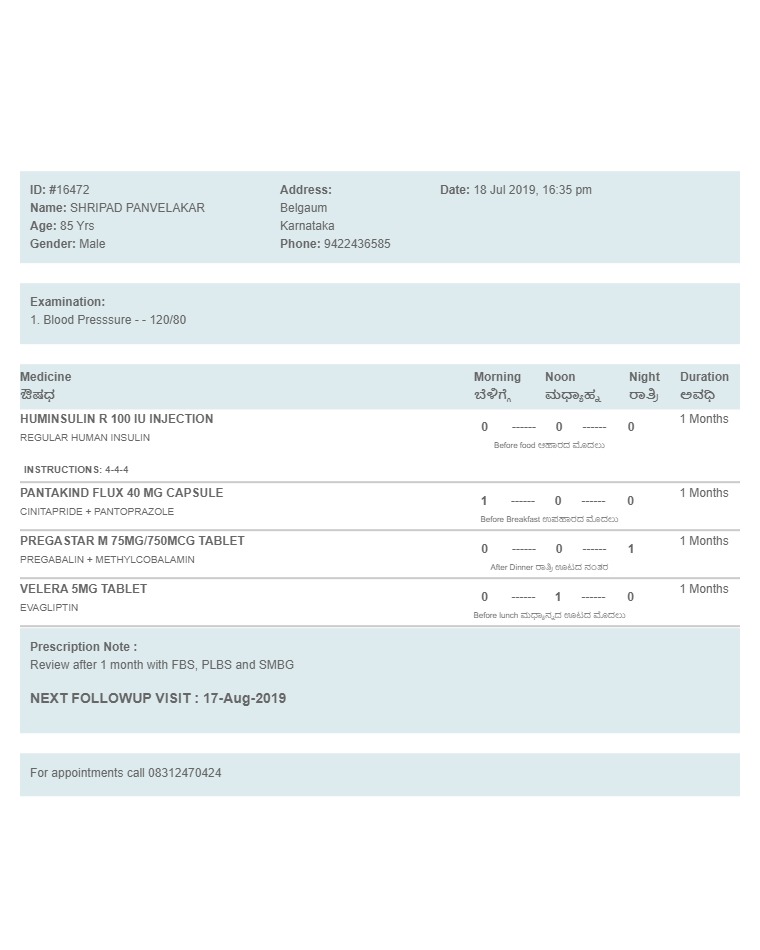 ID: #16472 Address: Date: 18 Jul 2019, 16:35 pm
Name: SHRIPAD PANVELAKAR Belgaum
Age: 85 Yrs Karnataka
Gender: Male Phone: 9422436585
Examination:
1. Blood Presssure - - 120/80
Medicine Morning Noon Night Duration
ಔಷಧ ಬೆಳಿಗ್ಗೆ ಮಧ್ಯಾಹ್ನ ರಾತ್ರಿ ಅವಧಿ
HUMINSULIN R 100 IU INJECTION 0 ------ 0 ------ 0 1 Months
REGULAR HUMAN INSULIN
Before food ಆಹಾರದ ಮೊದಲು
INSTRUCTIONS: 4-4-4
PANTAKIND FLUX 40 MG CAPSULE 1 ------ 0 ------ 0 1 Months
CINITAPRIDE + PANTOPRAZOLE
Before Breakfast ಉಪಹಾರದ ಮೊದಲು
PREGASTAR M 75MG/750MCG TABLET 0 ------ 0 ------ 1 1 Months
PREGABALIN + METHYLCOBALAMIN
After Dinner ರಾತ್ರಿ ಊಟದ ನಂತರ
VELERA 5MG TABLET 0 ------ 1 ------ 0 1 Months
EVAGLIPTIN
Before lunch ಮಧ್ಯಾನ್ನದ ಊಟದ ಮೊದಲು
Prescription Note :
Review after 1 month with FBS, PLBS and SMBG
NEXT FOLLOWUP VISIT : 17-Aug-2019
For appointments call 08312470424